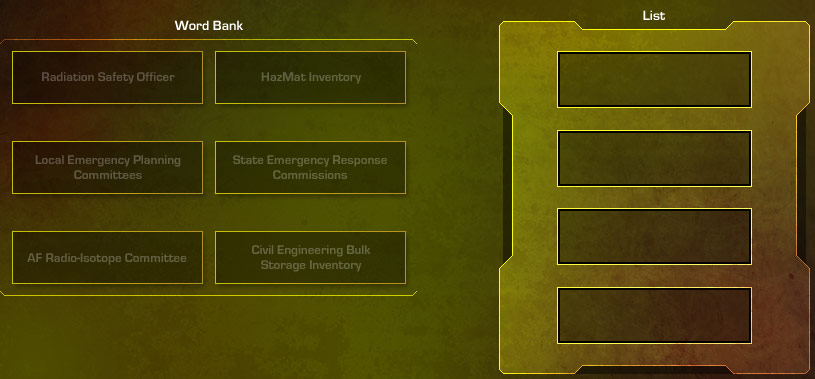 Word Bank
List
Radiation Safety Officer
HazMat Inventory
Local Emergency Planning
Committees
State Emergency Response
Commissions
AF Radio-Isotope Committee
Civil Engineering Bulk
Storage Inventory